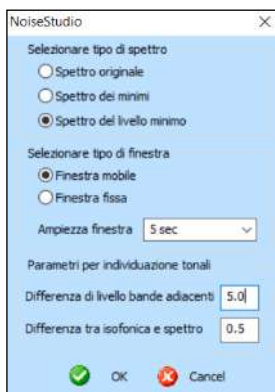 NoiseStudio
Selezionare tipo di spettro
Spettro originale
Spettro dei minimi
Spettro del livello minimo
Selezionare tipo di finestra
Finestra mobile
Finestra fissa
Ampiezza finestra 5 sec
Parametri per individuazione tonali
Differenza di livello bande adiacenti 5.0
Differenza tra isofonica e spettro 0.5
OK Cancel